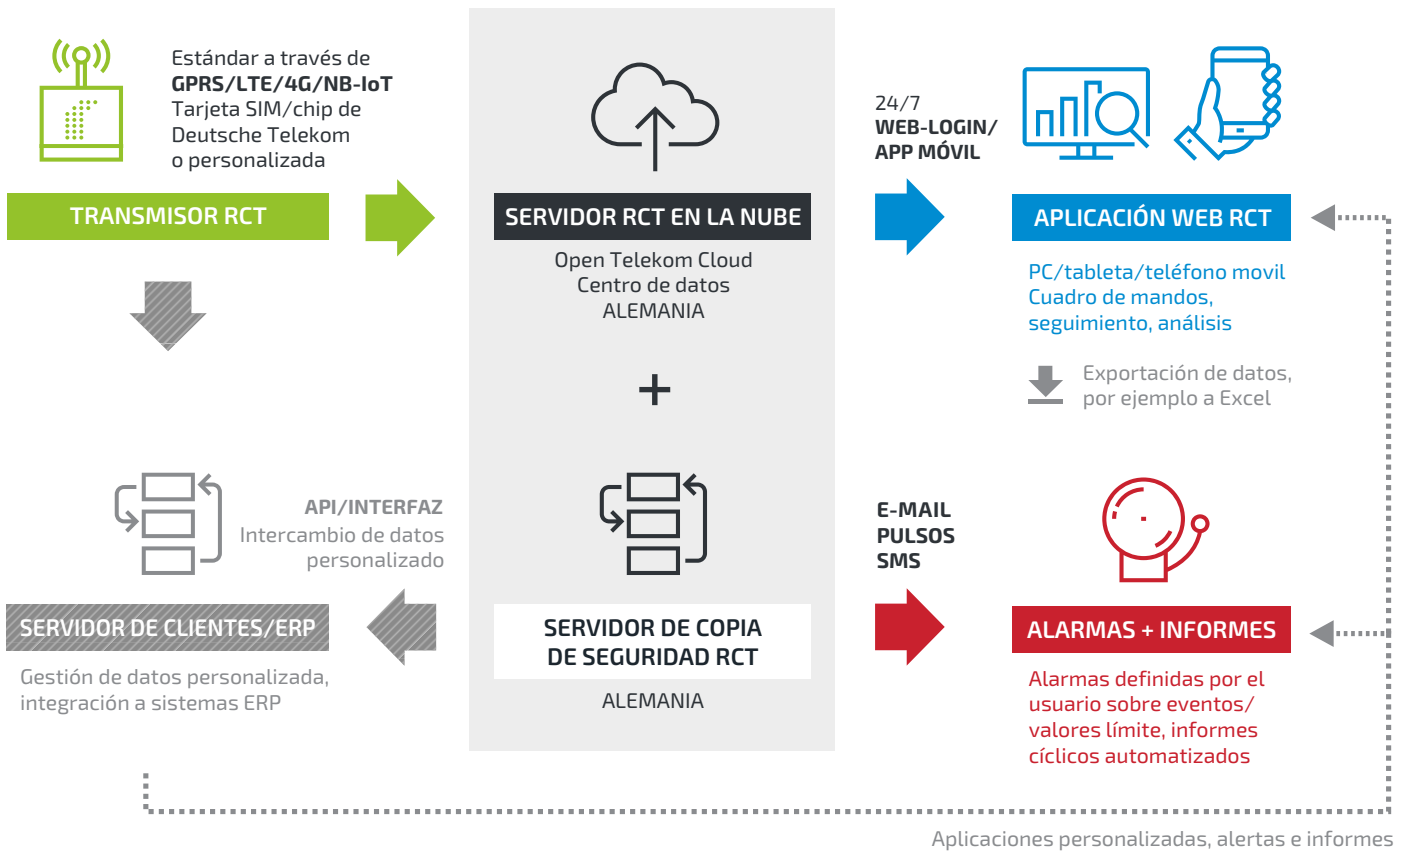 Estándar a través de
GPRS/LTE/4G/NB-IoT
Tarjeta SIM/chip de
Deutsche Telekom
o personalizada
TRANSMISOR RCT
SERVIDOR RCT EN LA NUBE
Open Telekom Cloud
Centro de datos
ALEMANIA
24/7
WEB-LOGIN/
APP MÓVIL
APLICACIÓN WEB RCT
PC/tableta/teléfono movil
Cuadro de mandos,
seguimiento, análisis
Exportación de datos,
por ejemplo a Excel
+
API/INTERFAZ
Intercambio de datos
personalizado
SERVIDOR DE CLIENTES/ERP
Gestión de datos personalizada,
integración a sistemas ERP
SERVIDOR DE COPIA
DE SEGURIDAD RCT
ALEMANIA
E-MAIL
PULSOS
SMS
ALARMAS + INFORMES
Alarmas definidas por el
usuario sobre eventos/
valores límite, informes
cíclicos automatizados
Aplicaciones personalizadas, alertas e informes